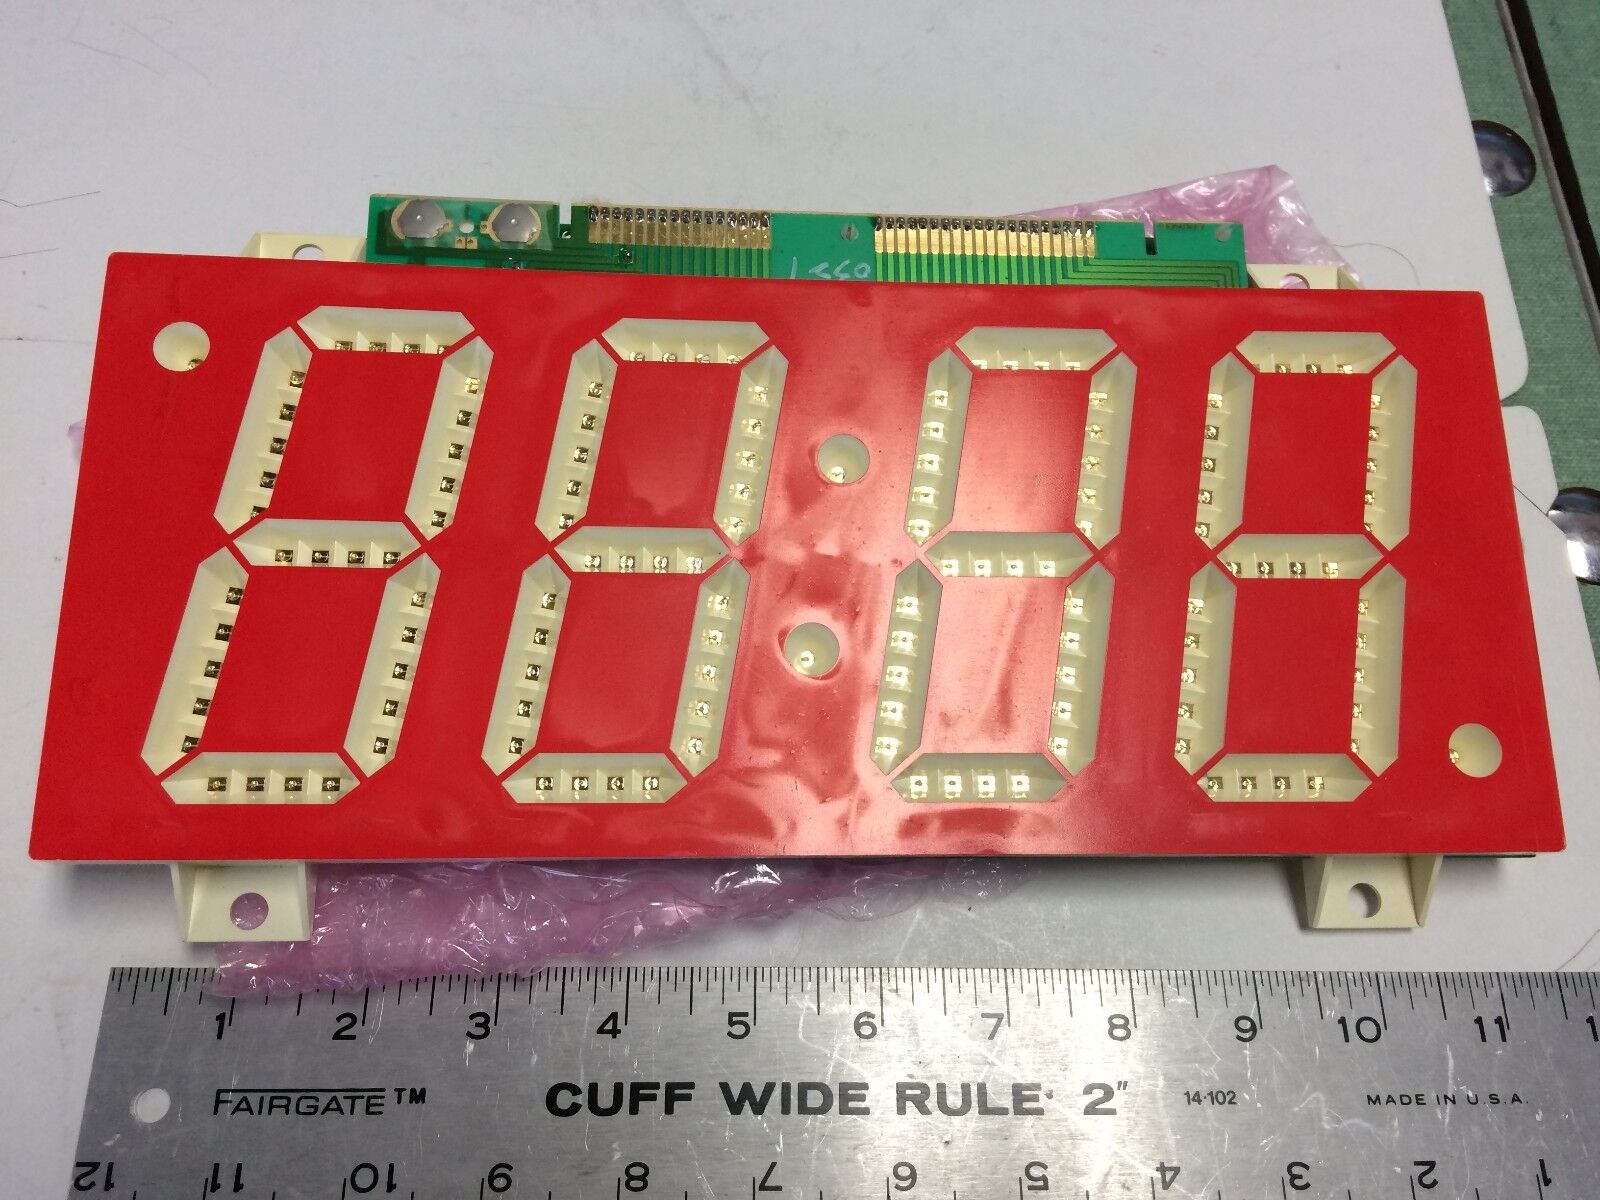 1 2 3 4 5 6 7 8 9 10 11 1
FAIRGATE™ CUFF WIDE RULE· 2" 14-102 MADE IN U.S.A.
12 11 10 9 8 7 6 5 4 3 2 1